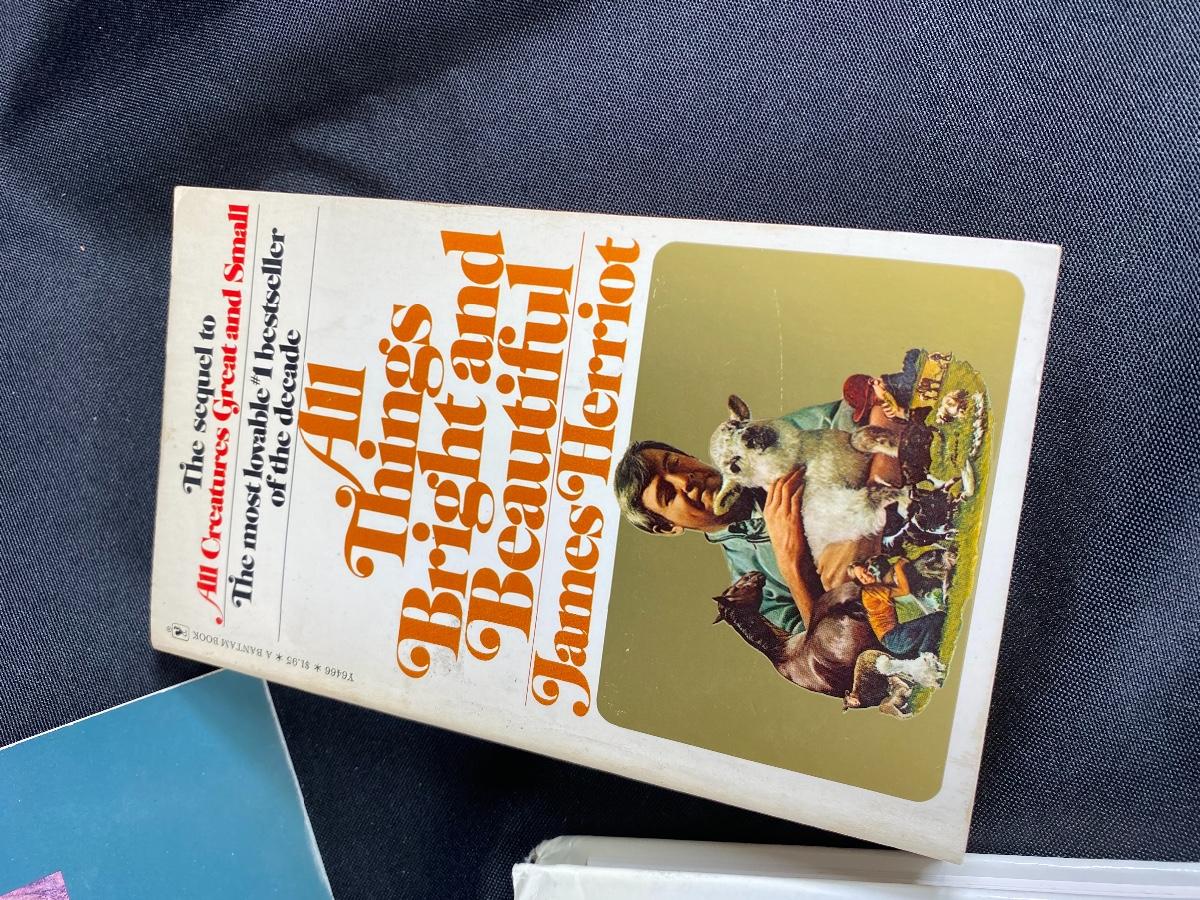 The sequel to
All Creatures Great and Small
The most lovable #1 bestseller
of the decade
All
Things
Bright and
Beautiful
James Herriot
Y6466 * $1.95 * A BANTAM BOOK